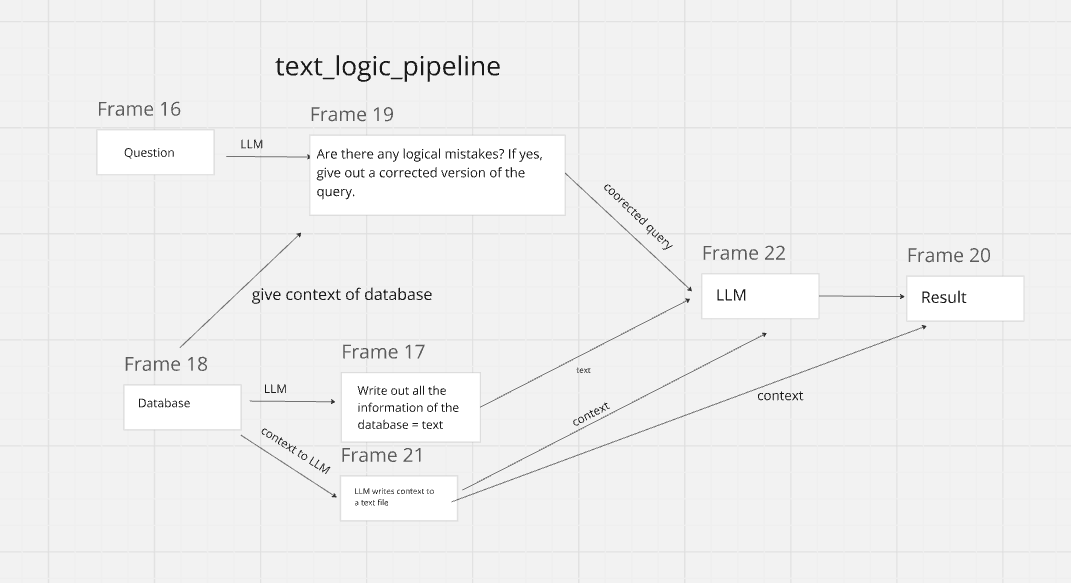 text_logic_pipeline
Frame 16
Question
LLM
Frame 19
Are there any logical mistakes? If yes,
give out a corrected version of the
query.
coorected query
give context of database
Frame 22
LLM
Frame 20
Result
Frame 18
Database
LLM
Frame 17
Write out all the
information of the
database = text
text
context
context
context to LLM
Frame 21
LLM writes context to
a text file